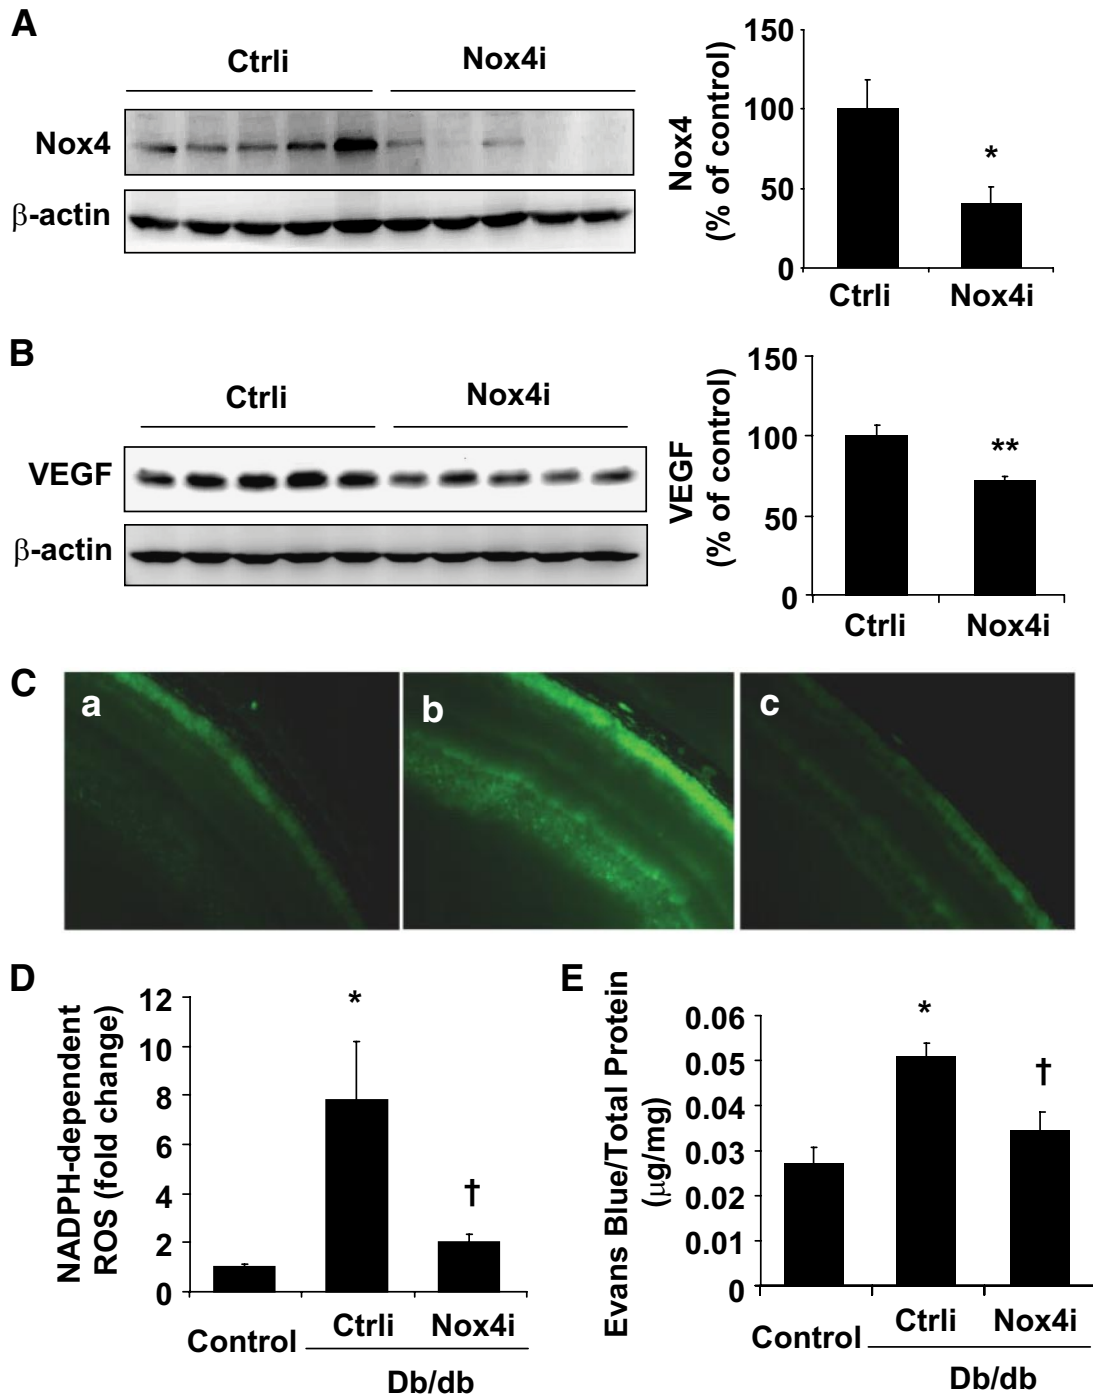 A
Ctrli
Nox4i
Nox4
β-actin
Nox4
(% of control)
150
100
50
0
*
Ctrli
Nox4i
B
Ctrli
Nox4i
VEGF
β-actin
VEGF
(% of control)
150
100
50
0
**
Ctrli
Nox4i
C
a
b
c
D
NADPH-dependent
ROS (fold change)
12
10
8
6
4
2
0
*
†
Control
Ctrli
Nox4i
Db/db
E
Evans Blue/Total Protein
(μg/mg)
0.06
0.05
0.04
0.03
0.02
0.01
0
*
†
Control
Ctrli
Nox4i
Db/db